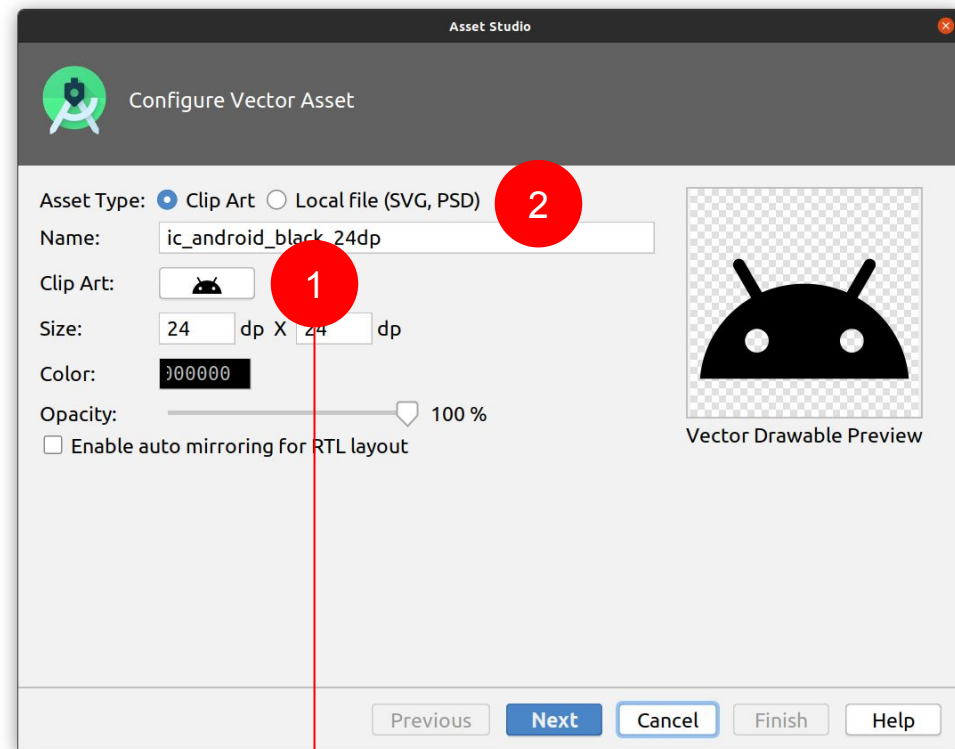 Asset Studio
Configure Vector Asset
Asset Type: Clip Art Local file (SVG, PSD) 2
Name: ic_android_black_24dp
Clip Art: 1
Size: 24 dp X 24 dp
Color: 000000
Opacity: 100 %
Enable auto mirroring for RTL layout
Vector Drawable Preview
Previous Next Cancel Finish Help